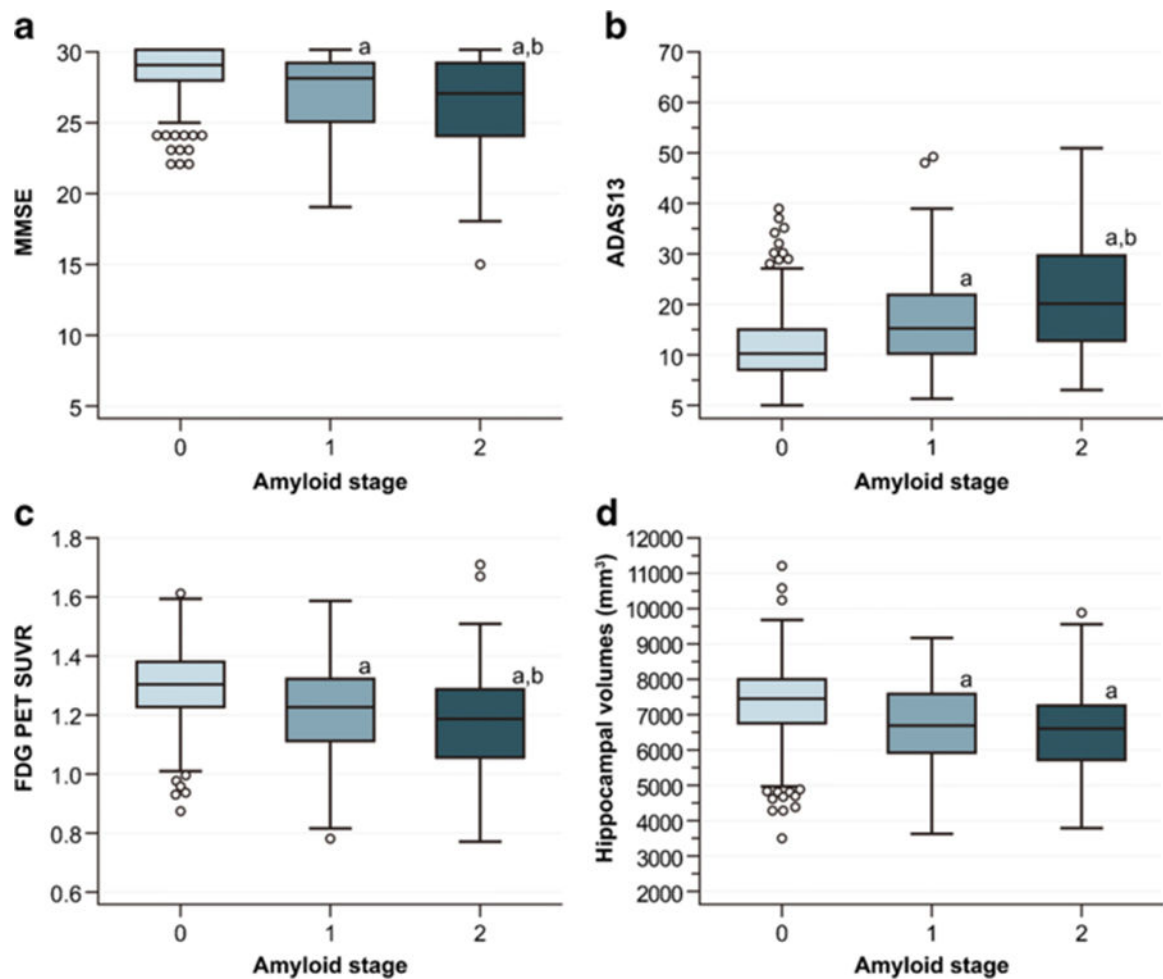 a
MMSE
30
25
20
15
10
5
a
a,b
0
1
2
Amyloid stage
b
ADAS13
70
60
50
40
30
20
10
5
a
a,b
0
1
2
Amyloid stage
c
FDG PET SUVR
1.8
1.6
1.4
1.2
1.0
0.8
0.6
a
a,b
0
1
2
Amyloid stage
d
Hippocampal volumes (mm³)
12000
11000
10000
9000
8000
7000
6000
5000
4000
3000
2000
a
a
0
1
2
Amyloid stage